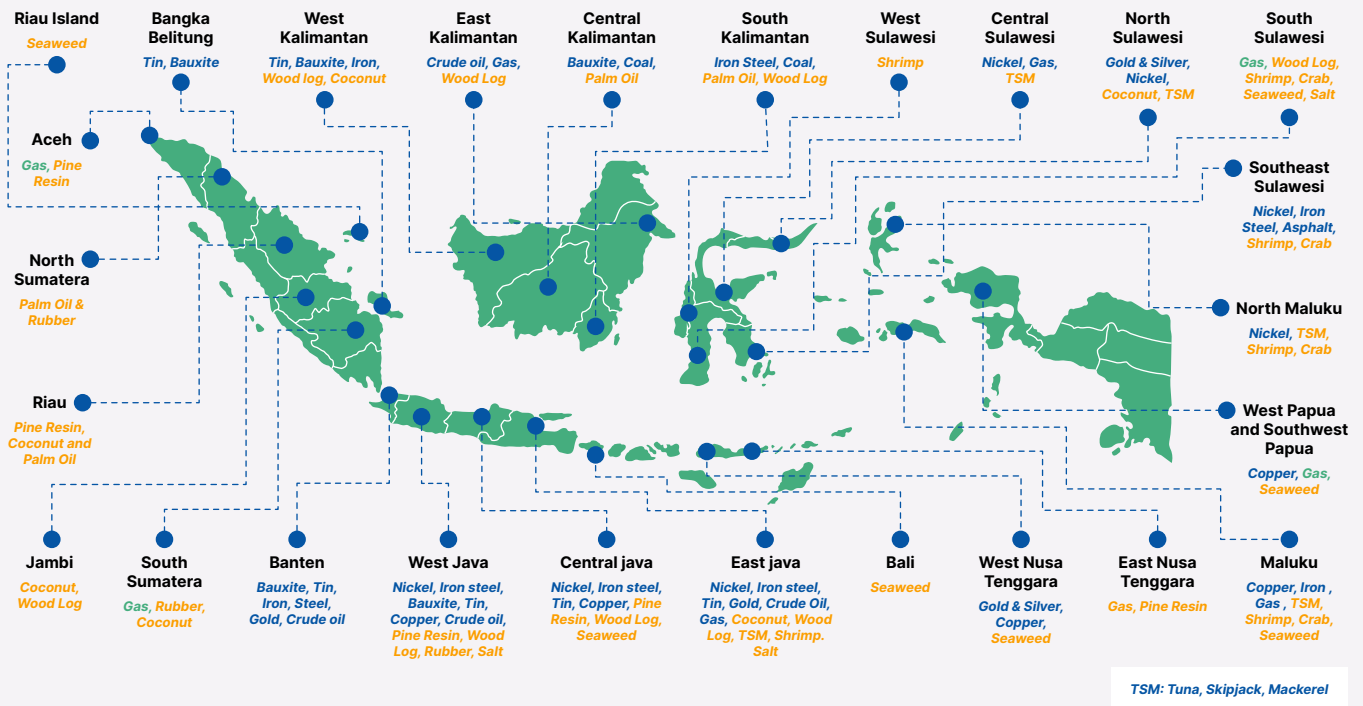 Riau Island
Seaweed
Bangka
Belitung
Tin, Bauxite
West
Kalimantan
Tin, Bauxite, Iron,
Wood log, Coconut
East
Kalimantan
Crude oil, Gas,
Wood Log
Central
Kalimantan
Bauxite, Coal,
Palm Oil
South
Kalimantan
Iron Steel, Coal,
Palm Oil, Wood Log
West
Sulawesi
Shrimp
Central
Sulawesi
Nickel, Gas,
TSM
North
Sulawesi
Gold & Silver,
Nickel,
Coconut, TSM
South
Sulawesi
Gas, Wood Log,
Shrimp, Crab,
Seaweed, Salt
Aceh
Gas, Pine
Resin
North
Sumatera
Palm Oil &
Rubber
Riau
Pine Resin,
Coconut and
Palm Oil
Southeast
Sulawesi
Nickel, Iron
Steel, Asphalt,
Shrimp, Crab
North Maluku
Nickel, TSM,
Shrimp, Crab
West Papua
and Southwest
Papua
Copper, Gas,
Seaweed
Jambi
Coconut,
Wood Log
South
Sumatera
Gas, Rubber,
Coconut
Banten
Bauxite, Tin,
Iron, Steel,
Gold, Crude oil
West Java
Nickel, Iron steel,
Bauxite, Tin,
Copper, Crude oil,
Pine Resin, Wood
Log, Rubber, Salt
Central java
Nickel, Iron steel,
Tin, Copper, Pine
Resin, Wood Log,
Seaweed
East java
Nickel, Iron steel,
Tin, Gold, Crude Oil,
Gas, Coconut, Wood
Log, TSM, Shrimp.
Salt
Bali
Seaweed
West Nusa
Tenggara
Gold & Silver,
Copper,
Seaweed
East Nusa
Tenggara
Gas, Pine Resin
Maluku
Copper, Iron ,
Gas , TSM,
Shrimp, Crab,
Seaweed
TSM: Tuna, Skipjack, Mackerel